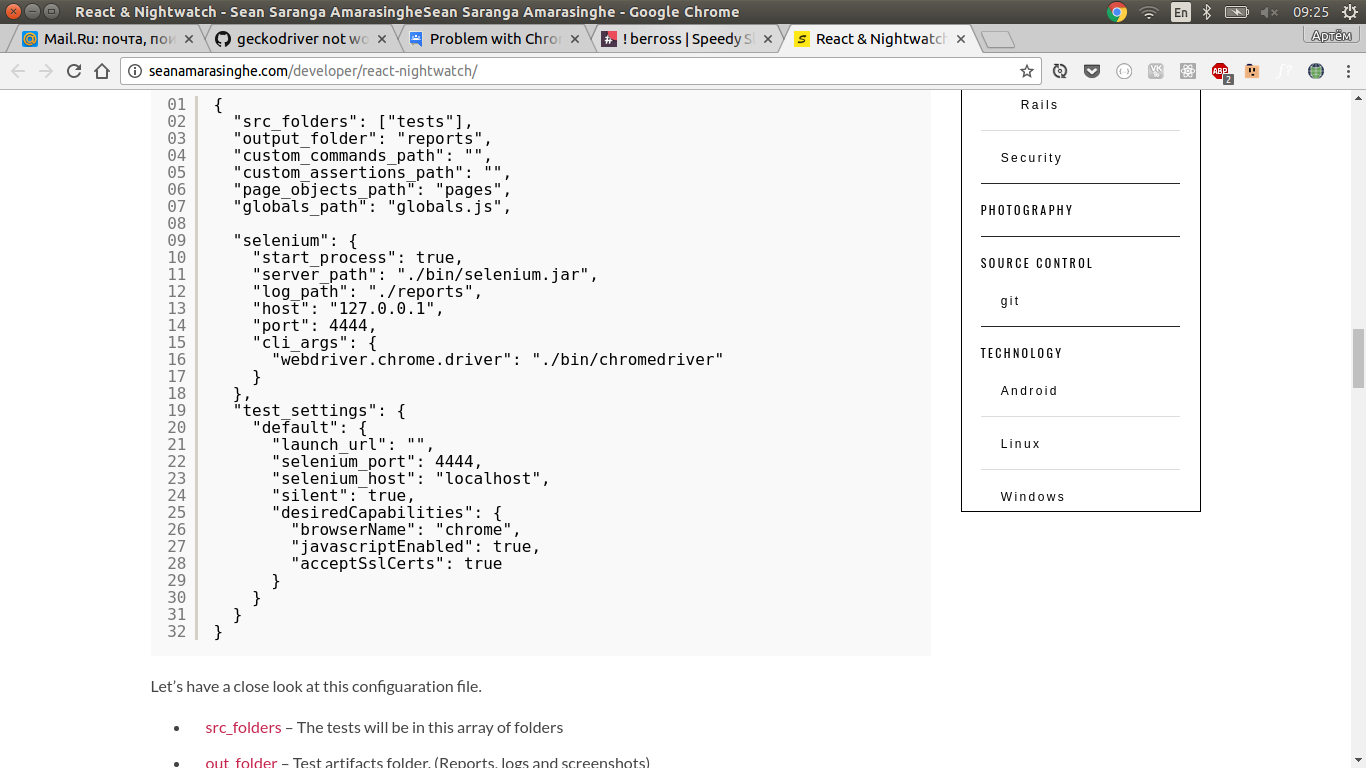 React & Nightwatch - Sean Saranga AmarasingheSean Saranga Amarasinghe - Google Chrome
En
09:25
Mail.Ru: почта, пои
geckodriver not wo
Problem with Chro
! berross | Speedy S
React & Nightwatch
Артём
seanamarasinghe.com/developer/react-nightwatch/
ABP
2
01 {
02 "src_folders": ["tests"],
03 "output_folder": "reports",
04 "custom_commands_path": "",
05 "custom_assertions_path": "",
06 "page_objects_path": "pages",
07 "globals_path": "globals.js",
08
09 "selenium": {
10 "start_process": true,
11 "server_path": "./bin/selenium.jar",
12 "log_path": "./reports",
13 "host": "127.0.0.1",
14 "port": 4444,
15 "cli_args": {
16 "webdriver.chrome.driver": "./bin/chromedriver"
17 }
18 },
19 "test_settings": {
20 "default": {
21 "launch_url": "",
22 "selenium_port": 4444,
23 "selenium_host": "localhost",
24 "silent": true,
25 "desiredCapabilities": {
26 "browserName": "chrome",
27 "javascriptEnabled": true,
28 "acceptSslCerts": true
29 }
30 }
31 }
32 }
Let’s have a close look at this configuaration file.
• src_folders – The tests will be in this array of folders
• out_folder – Test artifacts folder. (Reports, logs and screenshots)
Rails
Security
PHOTOGRAPHY
SOURCE CONTROL
git
TECHNOLOGY
Android
Linux
Windows